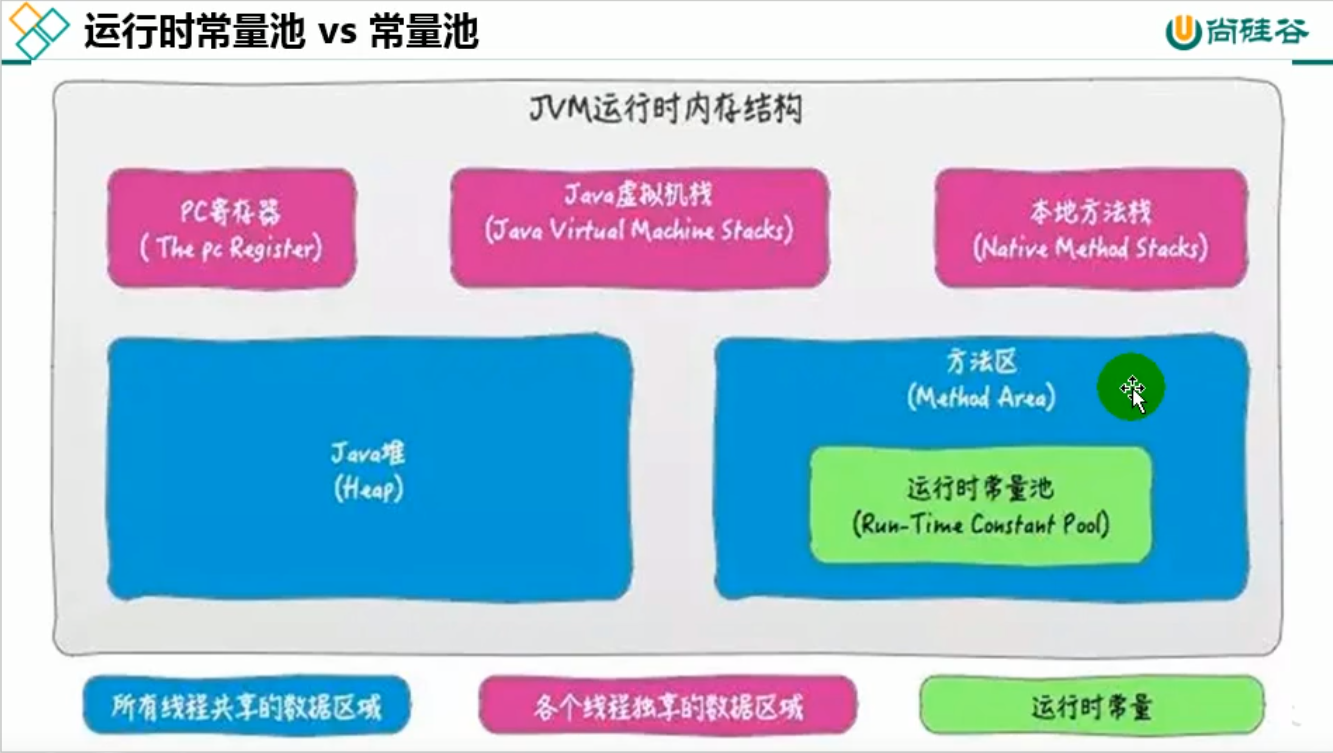 运行时常量池 vs 常量池
尚硅谷
JVM运行时内存结构
PC寄存器
( The pc Register)
Java虚拟机栈
(Java Virtual Machine Stacks)
本地方法栈
(Native Method Stacks)
Java堆
(Heap)
方法区
(Method Area)
运行时常量池
(Run-Time Constant Pool)
所有线程共享的数据区域
各个线程独享的数据区域
运行时常量